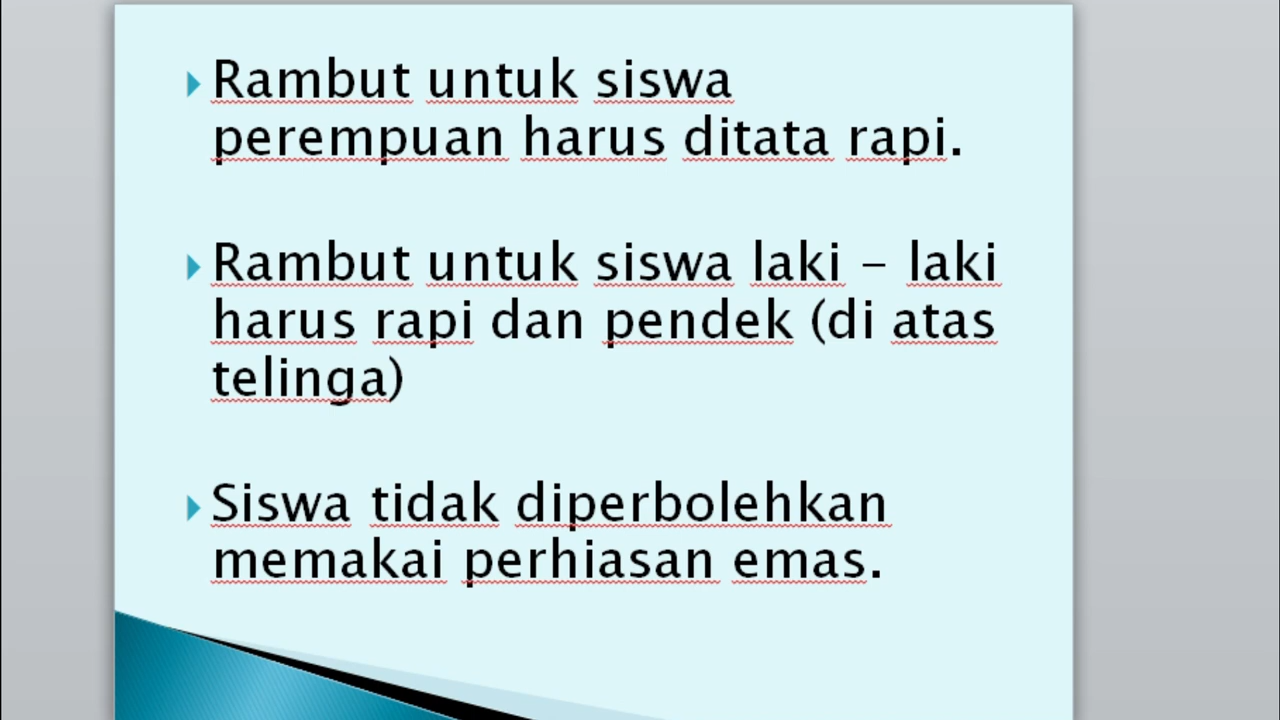 Rambut untuk siswa
perempuan harus ditata rapi.
Rambut untuk siswa laki – laki
harus rapi dan pendek (di atas
telinga)
Siswa tidak diperbolehkan
memakai perhiasan emas.